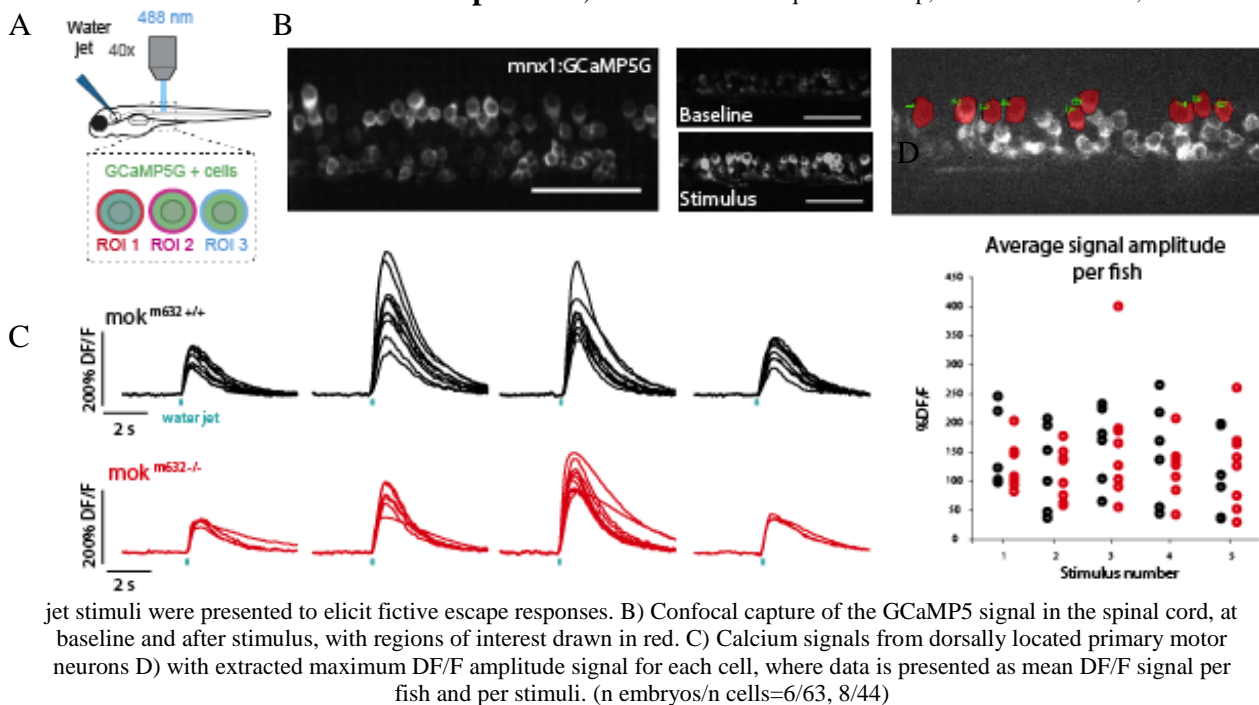 A
Water
jet
40x
488 nm
GCaMP5G + cells
ROI 1 ROI 2 ROI 3
B
mnx1:GCaMP5G
Baseline
Stimulus
1 2 3 4 7 8
D
C
mok m632 +/+
200% DF/F
2 s
water jet
mok m632 -/-
200% DF/F
2 s
Average signal amplitude
per fish
%DF/F
450
400
350
300
250
200
150
100
50
0
1 2 3 4 5
Stimulus number
jet stimuli were presented to elicit fictive escape responses. B) Confocal capture of the GCaMP5 signal in the spinal cord, at
baseline and after stimulus, with regions of interest drawn in red. C) Calcium signals from dorsally located primary motor
neurons D) with extracted maximum DF/F amplitude signal for each cell, where data is presented as mean DF/F signal per
fish and per stimuli. (n embryos/n cells=6/63, 8/44)